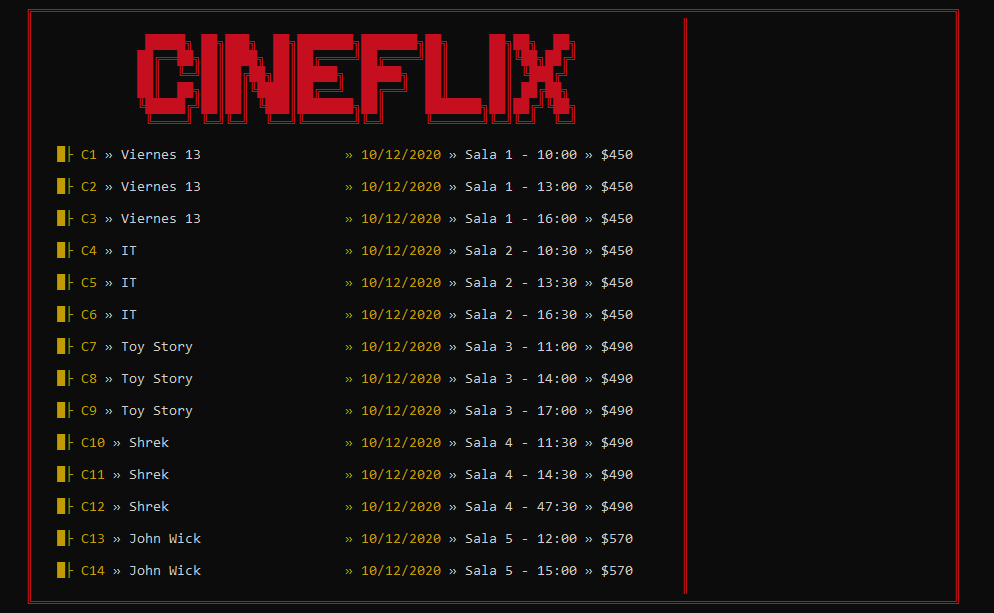 CINEFLIX
C1 » Viernes 13 » 10/12/2020 » Sala 1 - 10:00 » $450
C2 » Viernes 13 » 10/12/2020 » Sala 1 - 13:00 » $450
C3 » Viernes 13 » 10/12/2020 » Sala 1 - 16:00 » $450
C4 » IT » 10/12/2020 » Sala 2 - 10:30 » $450
C5 » IT » 10/12/2020 » Sala 2 - 13:30 » $450
C6 » IT » 10/12/2020 » Sala 2 - 16:30 » $450
C7 » Toy Story » 10/12/2020 » Sala 3 - 11:00 » $490
C8 » Toy Story » 10/12/2020 » Sala 3 - 14:00 » $490
C9 » Toy Story » 10/12/2020 » Sala 3 - 17:00 » $490
C10 » Shrek » 10/12/2020 » Sala 4 - 11:30 » $490
C11 » Shrek » 10/12/2020 » Sala 4 - 14:30 » $490
C12 » Shrek » 10/12/2020 » Sala 4 - 47:30 » $490
C13 » John Wick » 10/12/2020 » Sala 5 - 12:00 » $570
C14 » John Wick » 10/12/2020 » Sala 5 - 15:00 » $570